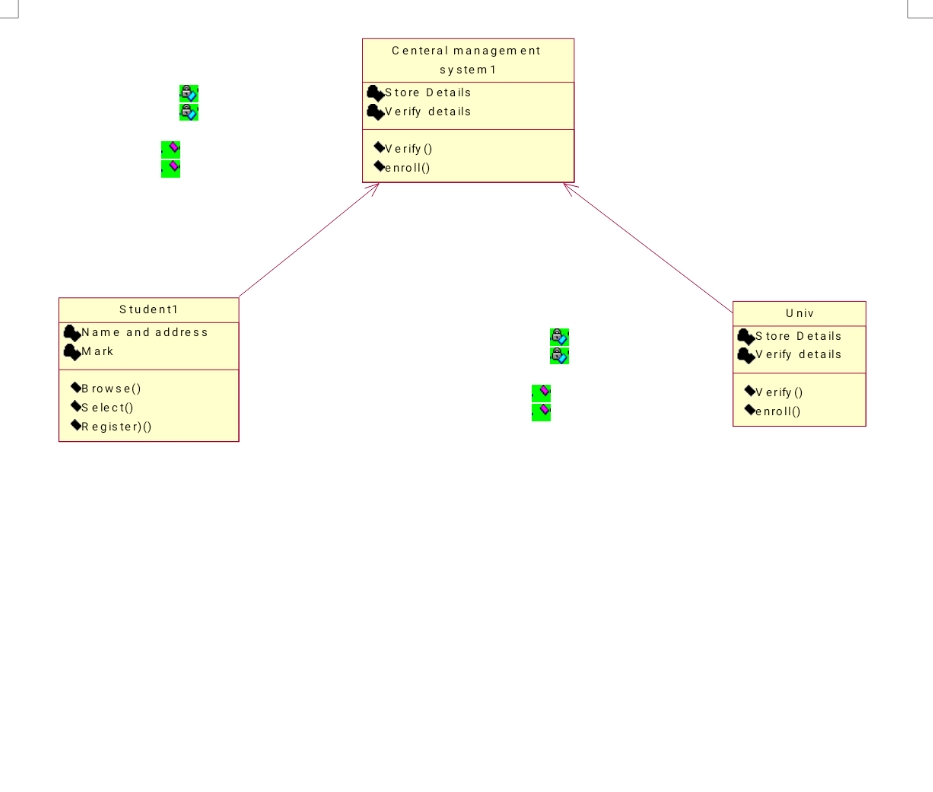 Centeral management
system1
Store Details
Verify details
Verify()
enroll()
Student1
Name and address
Mark
Browse()
Select()
Register)()
Univ
Store Details
Verify details
Verify()
enroll()